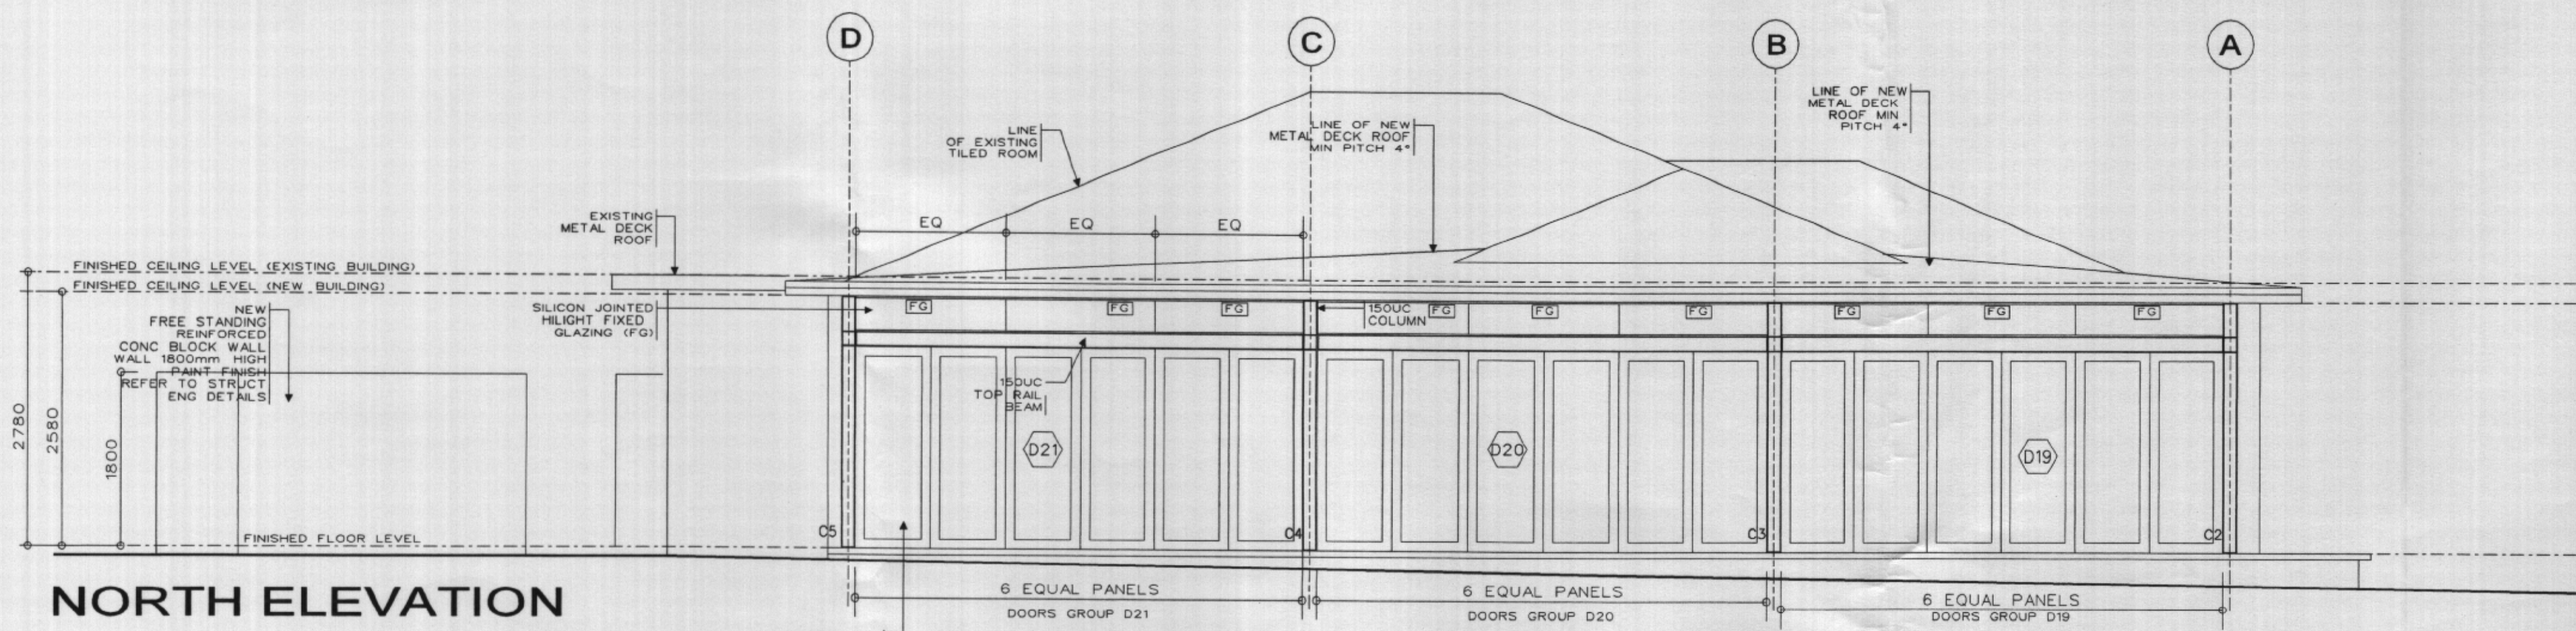 D
C
B
A
LINE OF NEW
METAL DECK
ROOF MIN
PITCH 4°
LINE OF NEW
METAL DECK ROOF
MIN PITCH 4°
LINE
OF EXISTING
TILED ROOM
EXISTING
METAL DECK
ROOF
EQ
EQ
EQ
FINISHED CEILING LEVEL (EXISTING BUILDING)
FINISHED CEILING LEVEL (NEW BUILDING)
NEW
FREE STANDING
REINFORCED
CONC BLOCK WALL
WALL 1800mm HIGH
PAINT FINISH
REFER TO STRUCT
ENG DETAILS
SILICON JOINTED
HILIGHT FIXED
GLAZING (FG)
FG
FG
FG
150UC
COLUMN
FG
FG
FG
FG
FG
FG
150UC
TOP RAIL
BEAM
2780
2580
1800
D21
D20
D19
C5
C4
C3
C2
FINISHED FLOOR LEVEL
NORTH ELEVATION
6 EQUAL PANELS
DOORS GROUP D21
6 EQUAL PANELS
DOORS GROUP D20
6 EQUAL PANELS
DOORS GROUP D19